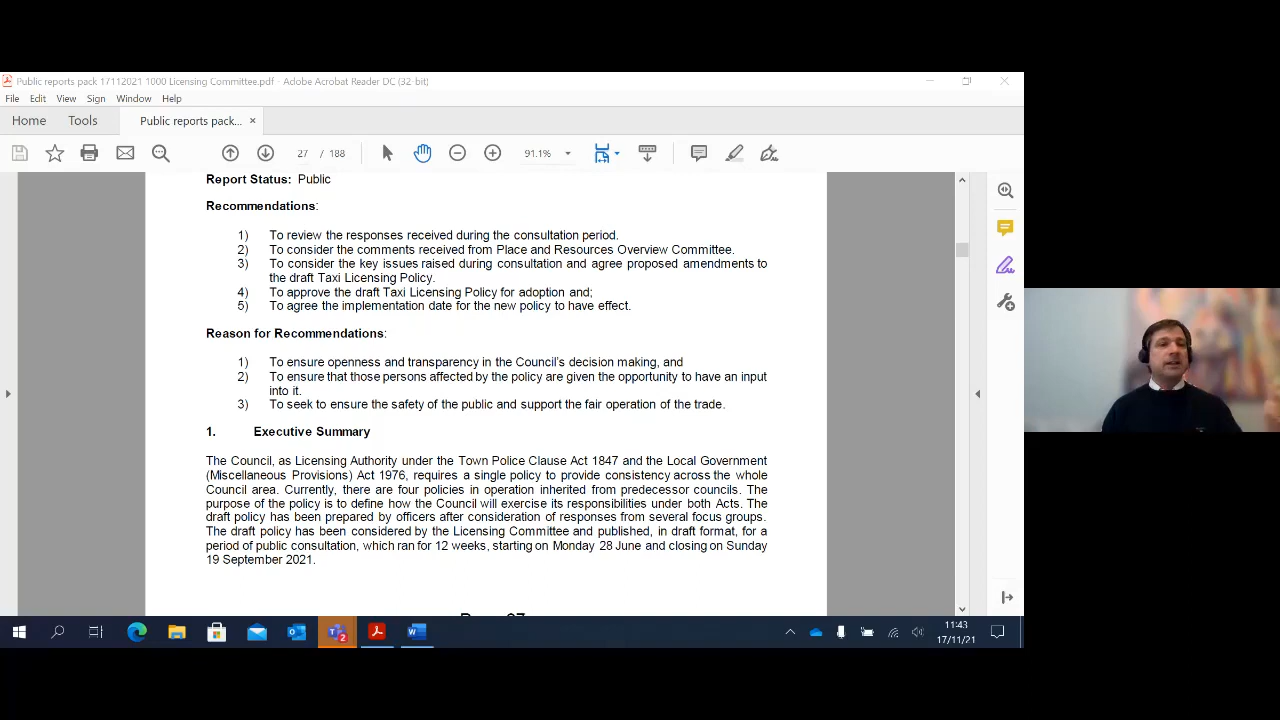 Public reports pack 17112021 1000 Licensing Committee.pdf - Adobe Acrobat Reader DC (32-bit)
File Edit View Sign Window Help
Home Tools Public reports pack... ×
27 / 188 91.1%
Report Status: Public
Recommendations:
1) To review the responses received during the consultation period.
2) To consider the comments received from Place and Resources Overview Committee.
3) To consider the key issues raised during consultation and agree proposed amendments to
the draft Taxi Licensing Policy.
4) To approve the draft Taxi Licensing Policy for adoption and;
5) To agree the implementation date for the new policy to have effect.
Reason for Recommendations:
1) To ensure openness and transparency in the Council's decision making, and
2) To ensure that those persons affected by the policy are given the opportunity to have an input
into it.
3) To seek to ensure the safety of the public and support the fair operation of the trade.
1. Executive Summary
The Council, as Licensing Authority under the Town Police Clause Act 1847 and the Local Government
(Miscellaneous Provisions) Act 1976, requires a single policy to provide consistency across the whole
Council area. Currently, there are four policies in operation inherited from predecessor councils. The
purpose of the policy is to define how the Council will exercise its responsibilities under both Acts. The
draft policy has been prepared by officers after consideration of responses from several focus groups.
The draft policy has been considered by the Licensing Committee and published, in draft format, for a
period of public consultation, which ran for 12 weeks, starting on Monday 28 June and closing on Sunday
19 September 2021.
2
11:43
17/11/21